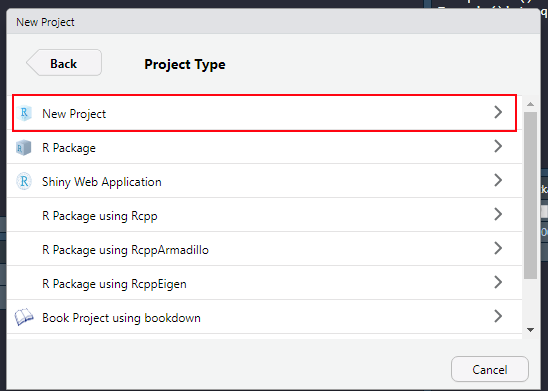 New Project
Back
Project Type
R New Project
R Package
R Shiny Web Application
R Package using Rcpp
R Package using RcppArmadillo
R Package using RcppEigen
Book Project using bookdown
Cancel